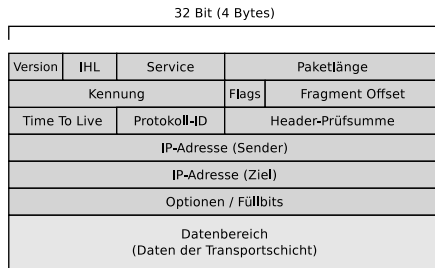 32 Bit (4 Bytes)
Version IHL Service Paketlänge
Kennung Flags Fragment Offset
Time To Live Protokoll-ID Header-Prüfsumme
IP-Adresse (Sender)
IP-Adresse (Ziel)
Optionen / Füllbits
Datenbereich
(Daten der Transportschicht)